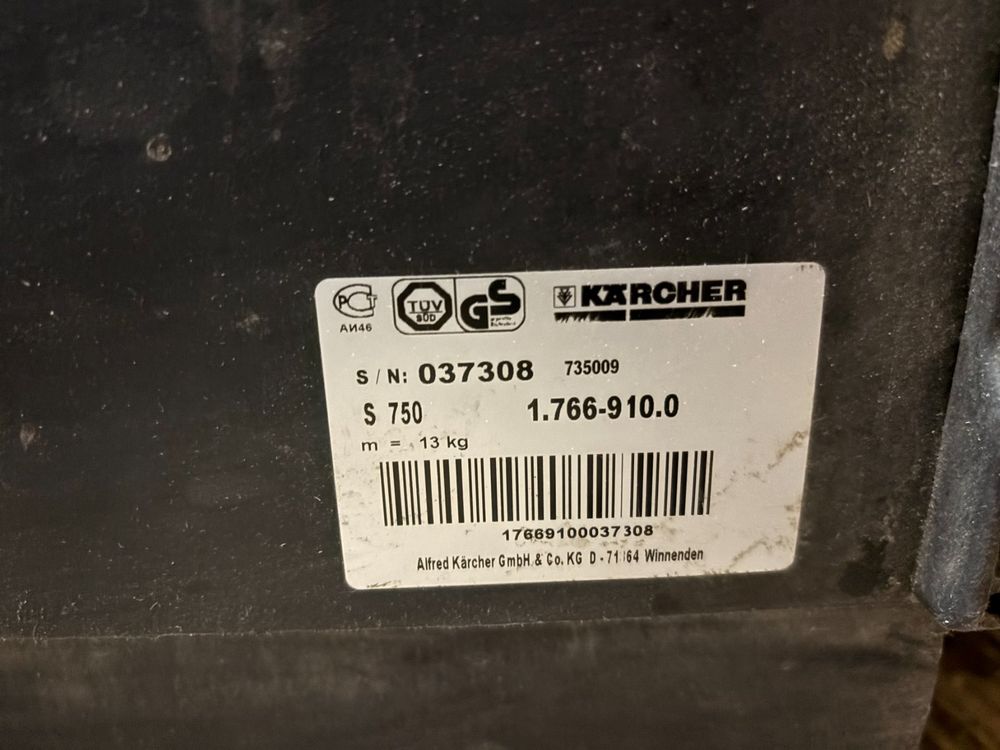 РСТ
АИ46
TÜV
SÜD
GS
KÄRCHER
S / N: 037308 735009
S 750 1.766-910.0
m = 13 kg
17669100037308
Alfred Kärcher GmbH & Co. KG D - 71364 Winnenden